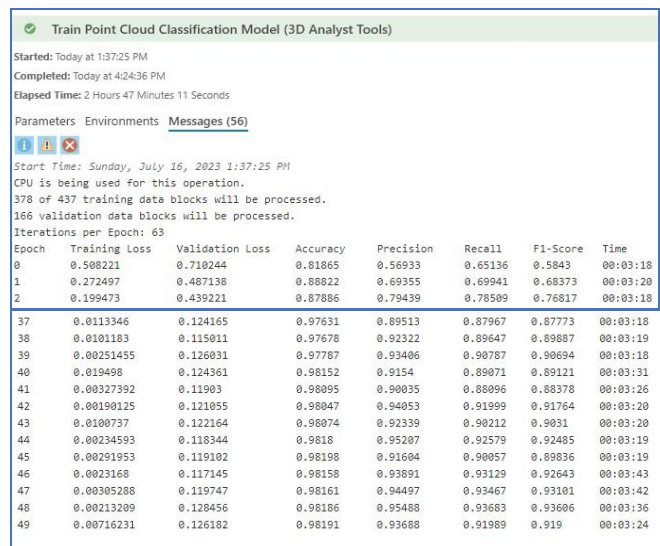 Train Point Cloud Classification Model (3D Analyst Tools)
Started: Today at 1:37:25 PM
Completed: Today at 4:24:36 PM
Elapsed Time: 2 Hours 47 Minutes 11 Seconds
Parameters Environments Messages (56)
Start Time: Sunday, July 16, 2023 1:37:25 PM
CPU is being used for this operation.
378 of 437 training data blocks will be processed.
166 validation data blocks will be processed.
Iterations per Epoch: 63
Epoch Training Loss Validation Loss Accuracy Precision Recall F1-Score Time
0 0.508221 0.710244 0.81865 0.56933 0.65136 0.5843 00:03:18
1 0.272497 0.487138 0.88822 0.69355 0.69941 0.68373 00:03:20
2 0.199473 0.439221 0.87886 0.79439 0.78509 0.76817 00:03:18
37 0.0113346 0.124165 0.97631 0.89513 0.87967 0.87773 00:03:18
38 0.0101183 0.115011 0.97678 0.92322 0.89647 0.89887 00:03:19
39 0.00251455 0.126031 0.97787 0.93406 0.90787 0.90694 00:03:18
40 0.019498 0.124361 0.98152 0.9154 0.89071 0.89121 00:03:31
41 0.00327392 0.11903 0.98095 0.90035 0.88096 0.88378 00:03:26
42 0.00190125 0.121055 0.98047 0.94053 0.91999 0.91764 00:03:20
43 0.0100737 0.122164 0.98074 0.92339 0.90212 0.9031 00:03:20
44 0.00234593 0.118344 0.9818 0.95207 0.92579 0.92485 00:03:19
45 0.00291953 0.119102 0.98198 0.91604 0.90057 0.89836 00:03:19
46 0.0023168 0.117145 0.98158 0.93891 0.93129 0.92643 00:03:43
47 0.00305288 0.119747 0.98161 0.94497 0.93467 0.93101 00:03:42
48 0.00213209 0.128456 0.98186 0.95488 0.93683 0.93606 00:03:36
49 0.00716231 0.126182 0.98191 0.93688 0.91989 0.919 00:03:24